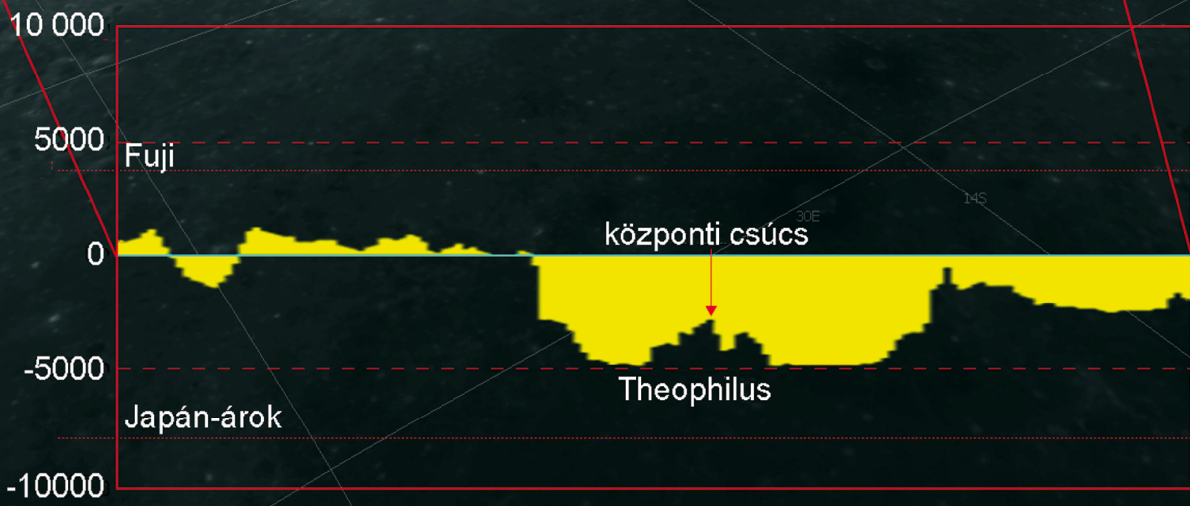 10 000
5000
Fuji
14S
30E
központi csúcs
0
-5000
Theophilus
Japán-árok
-10000